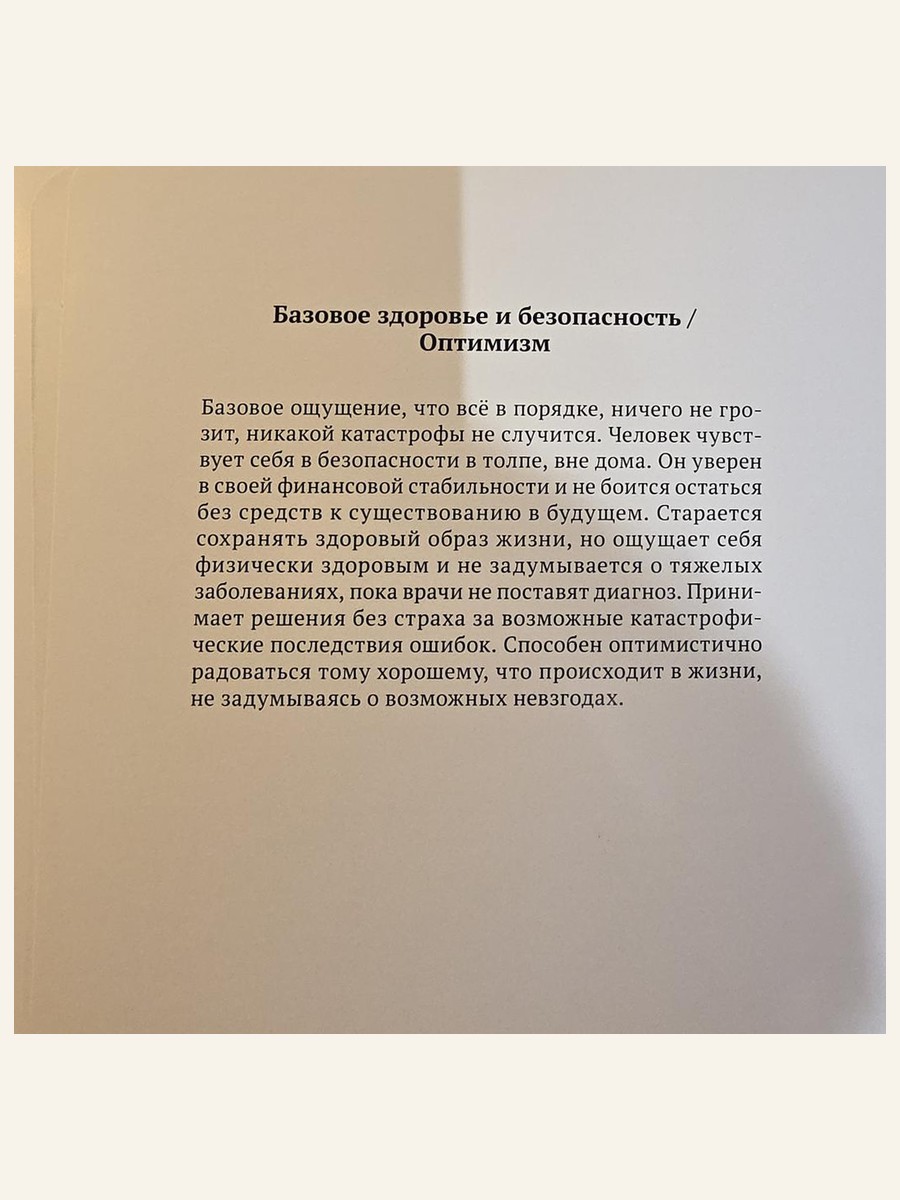 Базовое здоровье и безопасность /
Оптимизм
Базовое ощущение, что всё в порядке, ничего не гро-
зит, никакой катастрофы не случится. Человек чувст-
вует себя в безопасности в толпе, вне дома. Он уверен
в своей финансовой стабильности и не боится остаться
без средств к существованию в будущем. Старается
сохранять здоровый образ жизни, но ощущает себя
физически здоровым и не задумывается о тяжелых
заболеваниях, пока врачи не поставят диагноз. Прини-
мает решения без страха за возможные катастрофи-
ческие последствия ошибок. Способен оптимистично
радоваться тому хорошему, что происходит в жизни,
не задумываясь о возможных невзгодах.